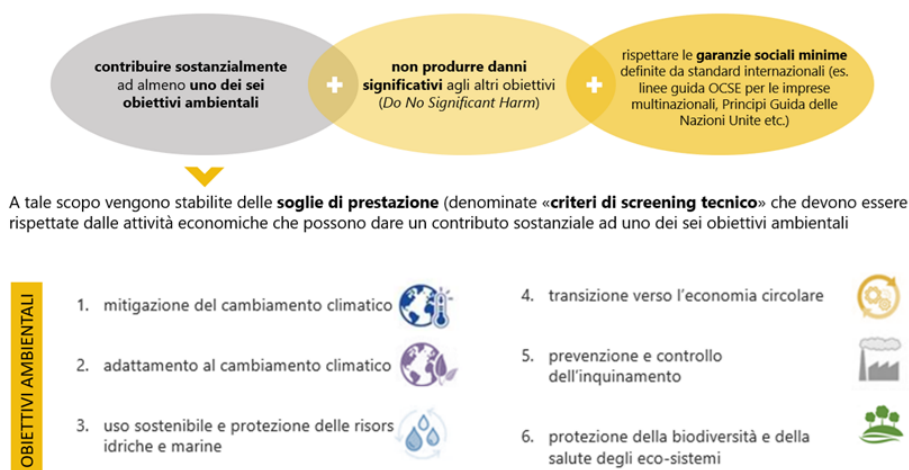 contribuire sostanzialmente
ad almeno uno dei sei
obiettivi ambientali
+
non produrre danni
significativi agli altri obiettivi
(Do No Significant Harm)
+
rispettare le garanzie sociali minime
definite da standard internazionali (es.
linee guida OCSE per le imprese
multinazionali, Principi Guida delle
Nazioni Unite etc.)
A tale scopo vengono stabilite delle soglie di prestazione (denominate «criteri di screening tecnico» che devono essere
rispettate dalle attività economiche che possono dare un contributo sostanziale ad uno dei sei obiettivi ambientali
OBIETTIVI AMBIENTALI
1. mitigazione del cambiamento climatico
2. adattamento al cambiamento climatico
3. uso sostenibile e protezione delle risors
idriche e marine
4. transizione verso l'economia circolare
5. prevenzione e controllo
dell'inquinamento
6. protezione della biodiversità e della
salute degli eco-sistemi